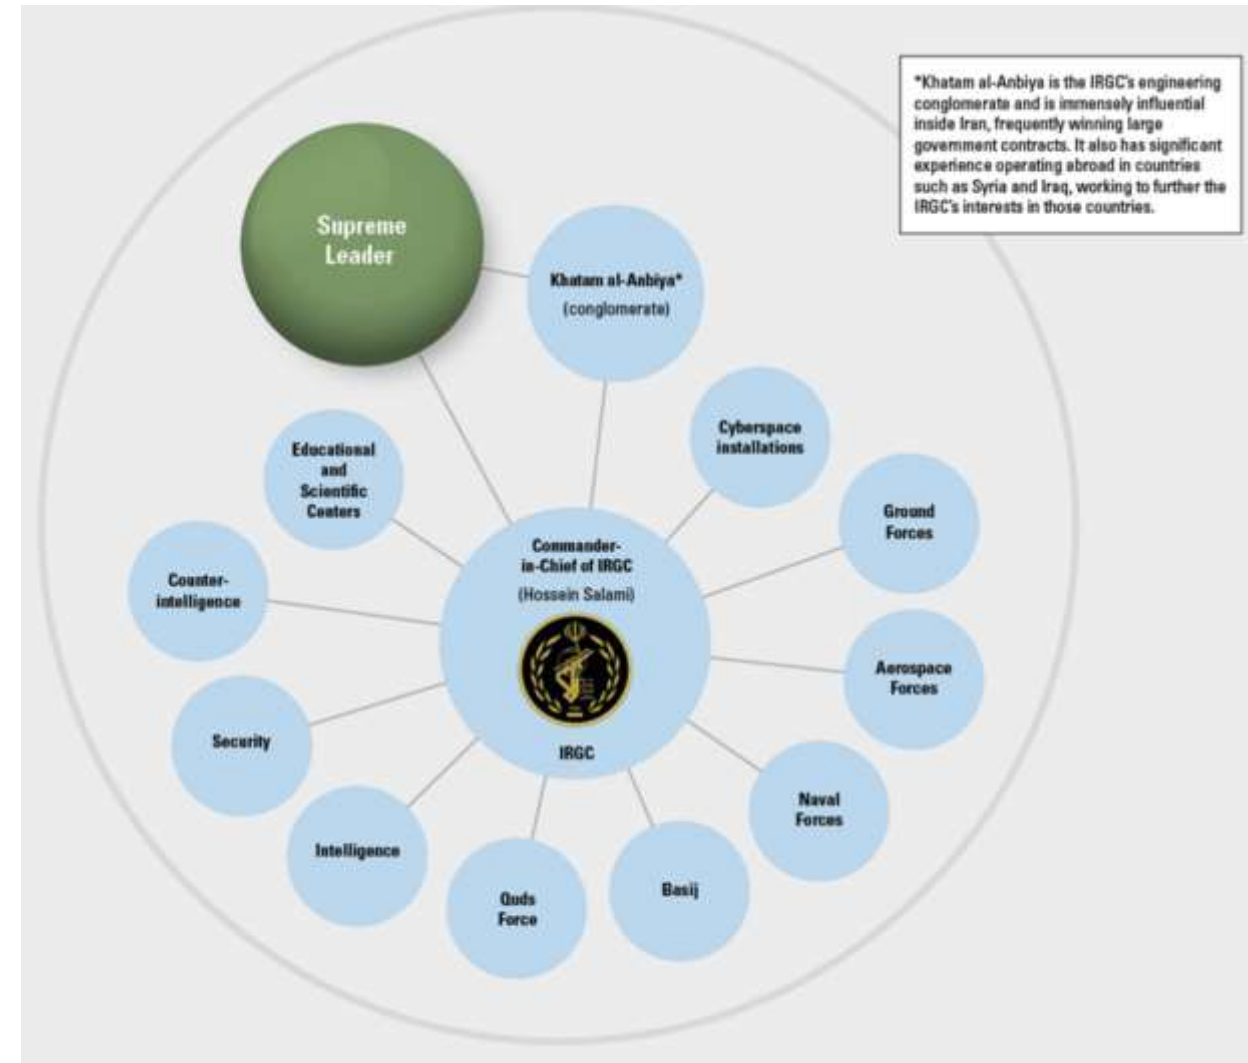 *Khatam al-Anbiya is the IRGC's engineering
conglomerate and is immensely influential
inside Iran, frequently winning large
government contracts. It also has significant
experience operating abroad in countries
such as Syria and Iraq, working to further the
IRGC's interests in those countries.
Supreme
Leader
Khatam al-Anbiya*
(conglomerate)
Cyberspace
installations
Educational
and
Scientific
Centers
Ground
Forces
Commander-
in-Chief of IRGC
(Hossein Salami)
IRGC
Counter-
intelligence
Aerospace
Forces
Security
Naval
Forces
Intelligence
Quds
Force
Basij